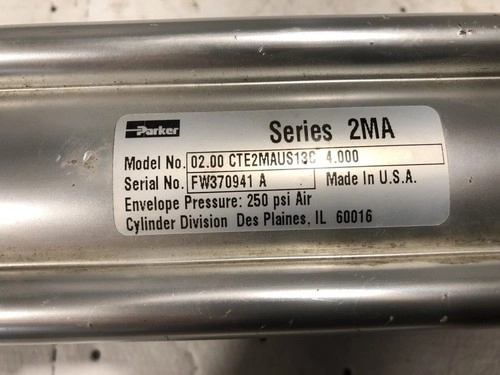 Parker
Series 2MA
Model No. 02.00 CTE2MAUS13C 4.000
Serial No. FW370941 A Made In U.S.A.
Envelope Pressure: 250 psi Air
Cylinder Division Des Plaines, IL 60016